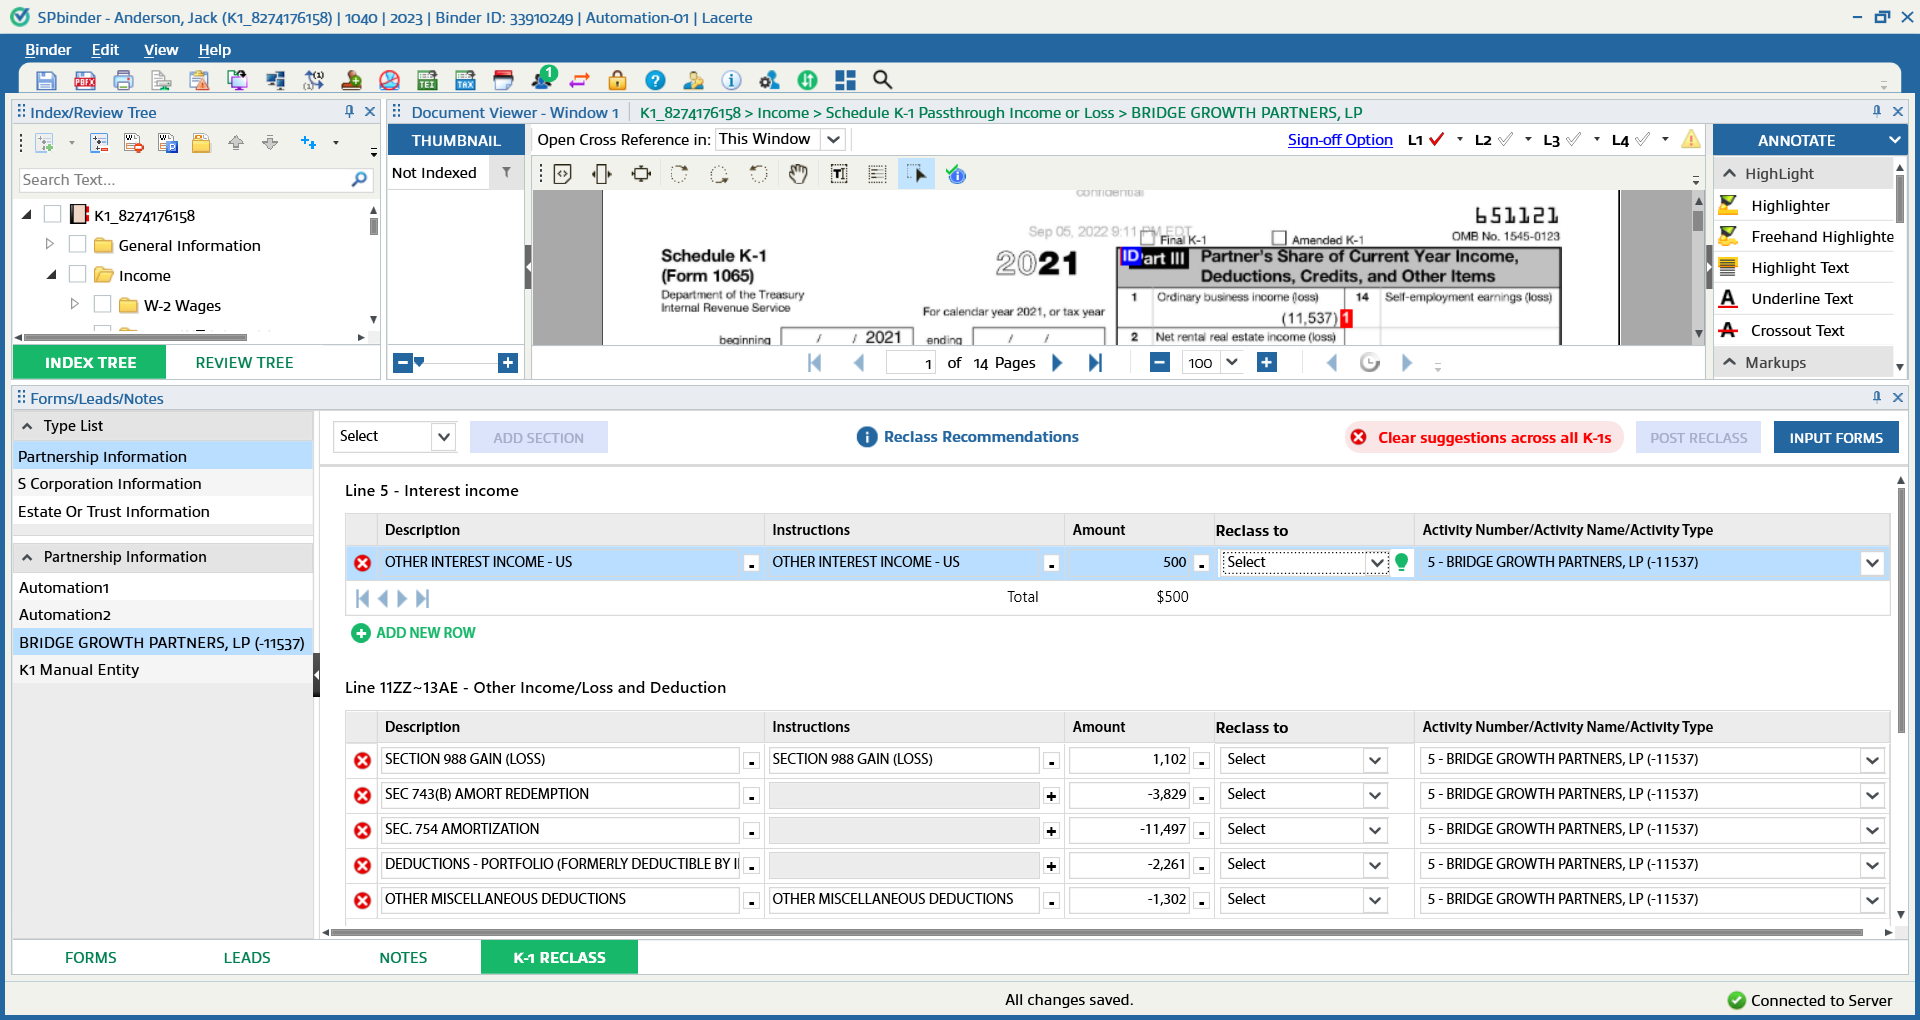 SPbinder - Anderson, Jack (K1_8274176158) | 1040 | 2023 | Binder ID: 33910249 | Automation-01 | Lacerte
Binder Edit View Help
PBFX TEI TAX 1
Index/Review Tree
Search Text...
K1_8274176158
General Information
Income
W-2 Wages
INDEX TREE REVIEW TREE
Document Viewer - Window 1 K1_8274176158 > Income > Schedule K-1 Passthrough Income or Loss > BRIDGE GROWTH PARTNERS, LP
THUMBNAIL
Not Indexed
Open Cross Reference in: This Window
Sign-off Option L1 L2 L3 L4
confidential
651121
Sep 05, 2022 9:11 PM EDT
Final K-1 Amended K-1 OMB No. 1545-0123
Schedule K-1
(Form 1065)
2021
Department of the Treasury
Internal Revenue Service
For calendar year 2021, or tax year
beginning / / 2021 ending / /
ID art III Partner's Share of Current Year Income,
Deductions, Credits, and Other Items
1 Ordinary business income (loss) 14 Self-employment earnings (loss)
(11,537) 1
2 Net rental real estate income (loss)
1 of 14 Pages 100
ANNOTATE
HighLight
Highlighter
Freehand Highlighte
Highlight Text
Underline Text
Crossout Text
Markups
Forms/Leads/Notes
Type List
Partnership Information
S Corporation Information
Estate Or Trust Information
Partnership Information
Automation1
Automation2
BRIDGE GROWTH PARTNERS, LP (-11537)
K1 Manual Entity
Select ADD SECTION Reclass Recommendations Clear suggestions across all K-1s POST RECLASS INPUT FORMS
Line 5 - Interest income
Description Instructions Amount Reclass to Activity Number/Activity Name/Activity Type
OTHER INTEREST INCOME - US OTHER INTEREST INCOME - US 500 Select 5 - BRIDGE GROWTH PARTNERS, LP (-11537)
Total $500
ADD NEW ROW
Line 11ZZ~13AE - Other Income/Loss and Deduction
Description Instructions Amount Reclass to Activity Number/Activity Name/Activity Type
SECTION 988 GAIN (LOSS) SECTION 988 GAIN (LOSS) 1,102 Select 5 - BRIDGE GROWTH PARTNERS, LP (-11537)
SEC 743(B) AMORT REDEMPTION -3,829 Select 5 - BRIDGE GROWTH PARTNERS, LP (-11537)
SEC. 754 AMORTIZATION -11,497 Select 5 - BRIDGE GROWTH PARTNERS, LP (-11537)
DEDUCTIONS - PORTFOLIO (FORMERLY DEDUCTIBLE BY -2,261 Select 5 - BRIDGE GROWTH PARTNERS, LP (-11537)
OTHER MISCELLANEOUS DEDUCTIONS OTHER MISCELLANEOUS DEDUCTIONS -1,302 Select 5 - BRIDGE GROWTH PARTNERS, LP (-11537)
FORMS LEADS NOTES K-1 RECLASS
All changes saved.
Connected to Server